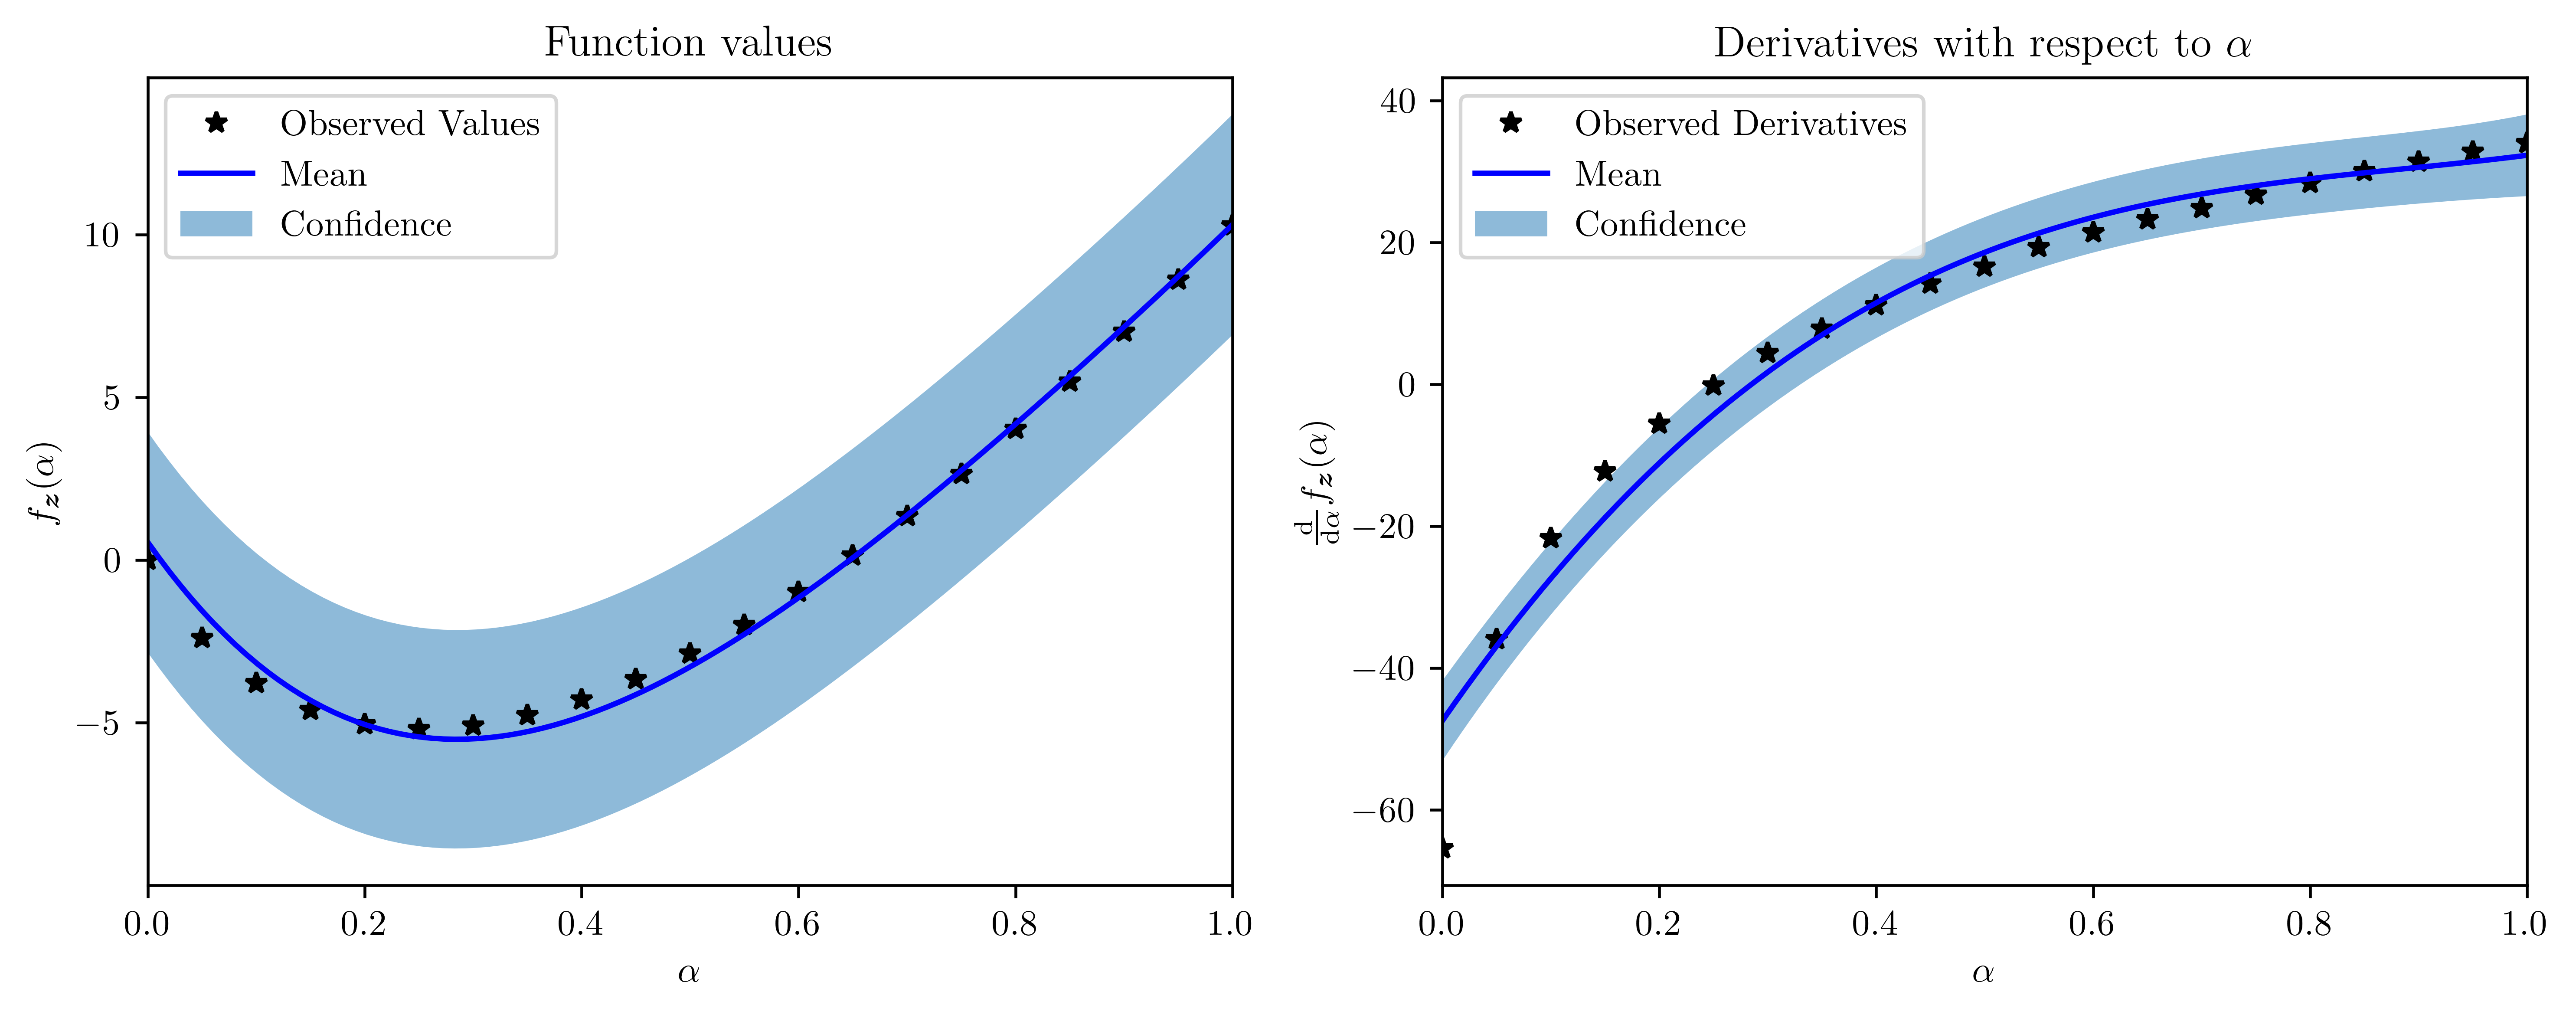 Function values
Observed Values
Mean
Confidence
10
5
0
−5
f_z(α)
0.0 0.2 0.4 0.6 0.8 1.0
α
Derivatives with respect to α
Observed Derivatives
Mean
Confidence
40
20
0
−20
−40
−60
d/dα f_z(α)
0.0 0.2 0.4 0.6 0.8 1.0
α